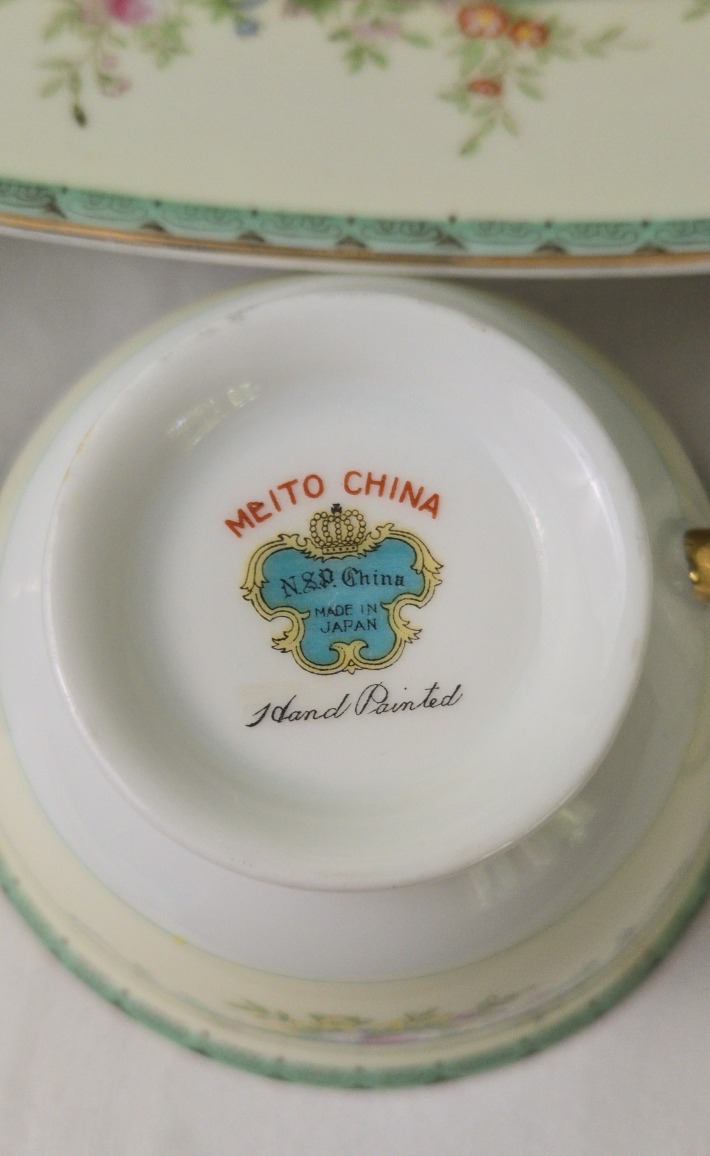 MEITO CHINA
N.S.P. China
MADE IN
JAPAN
Hand Painted